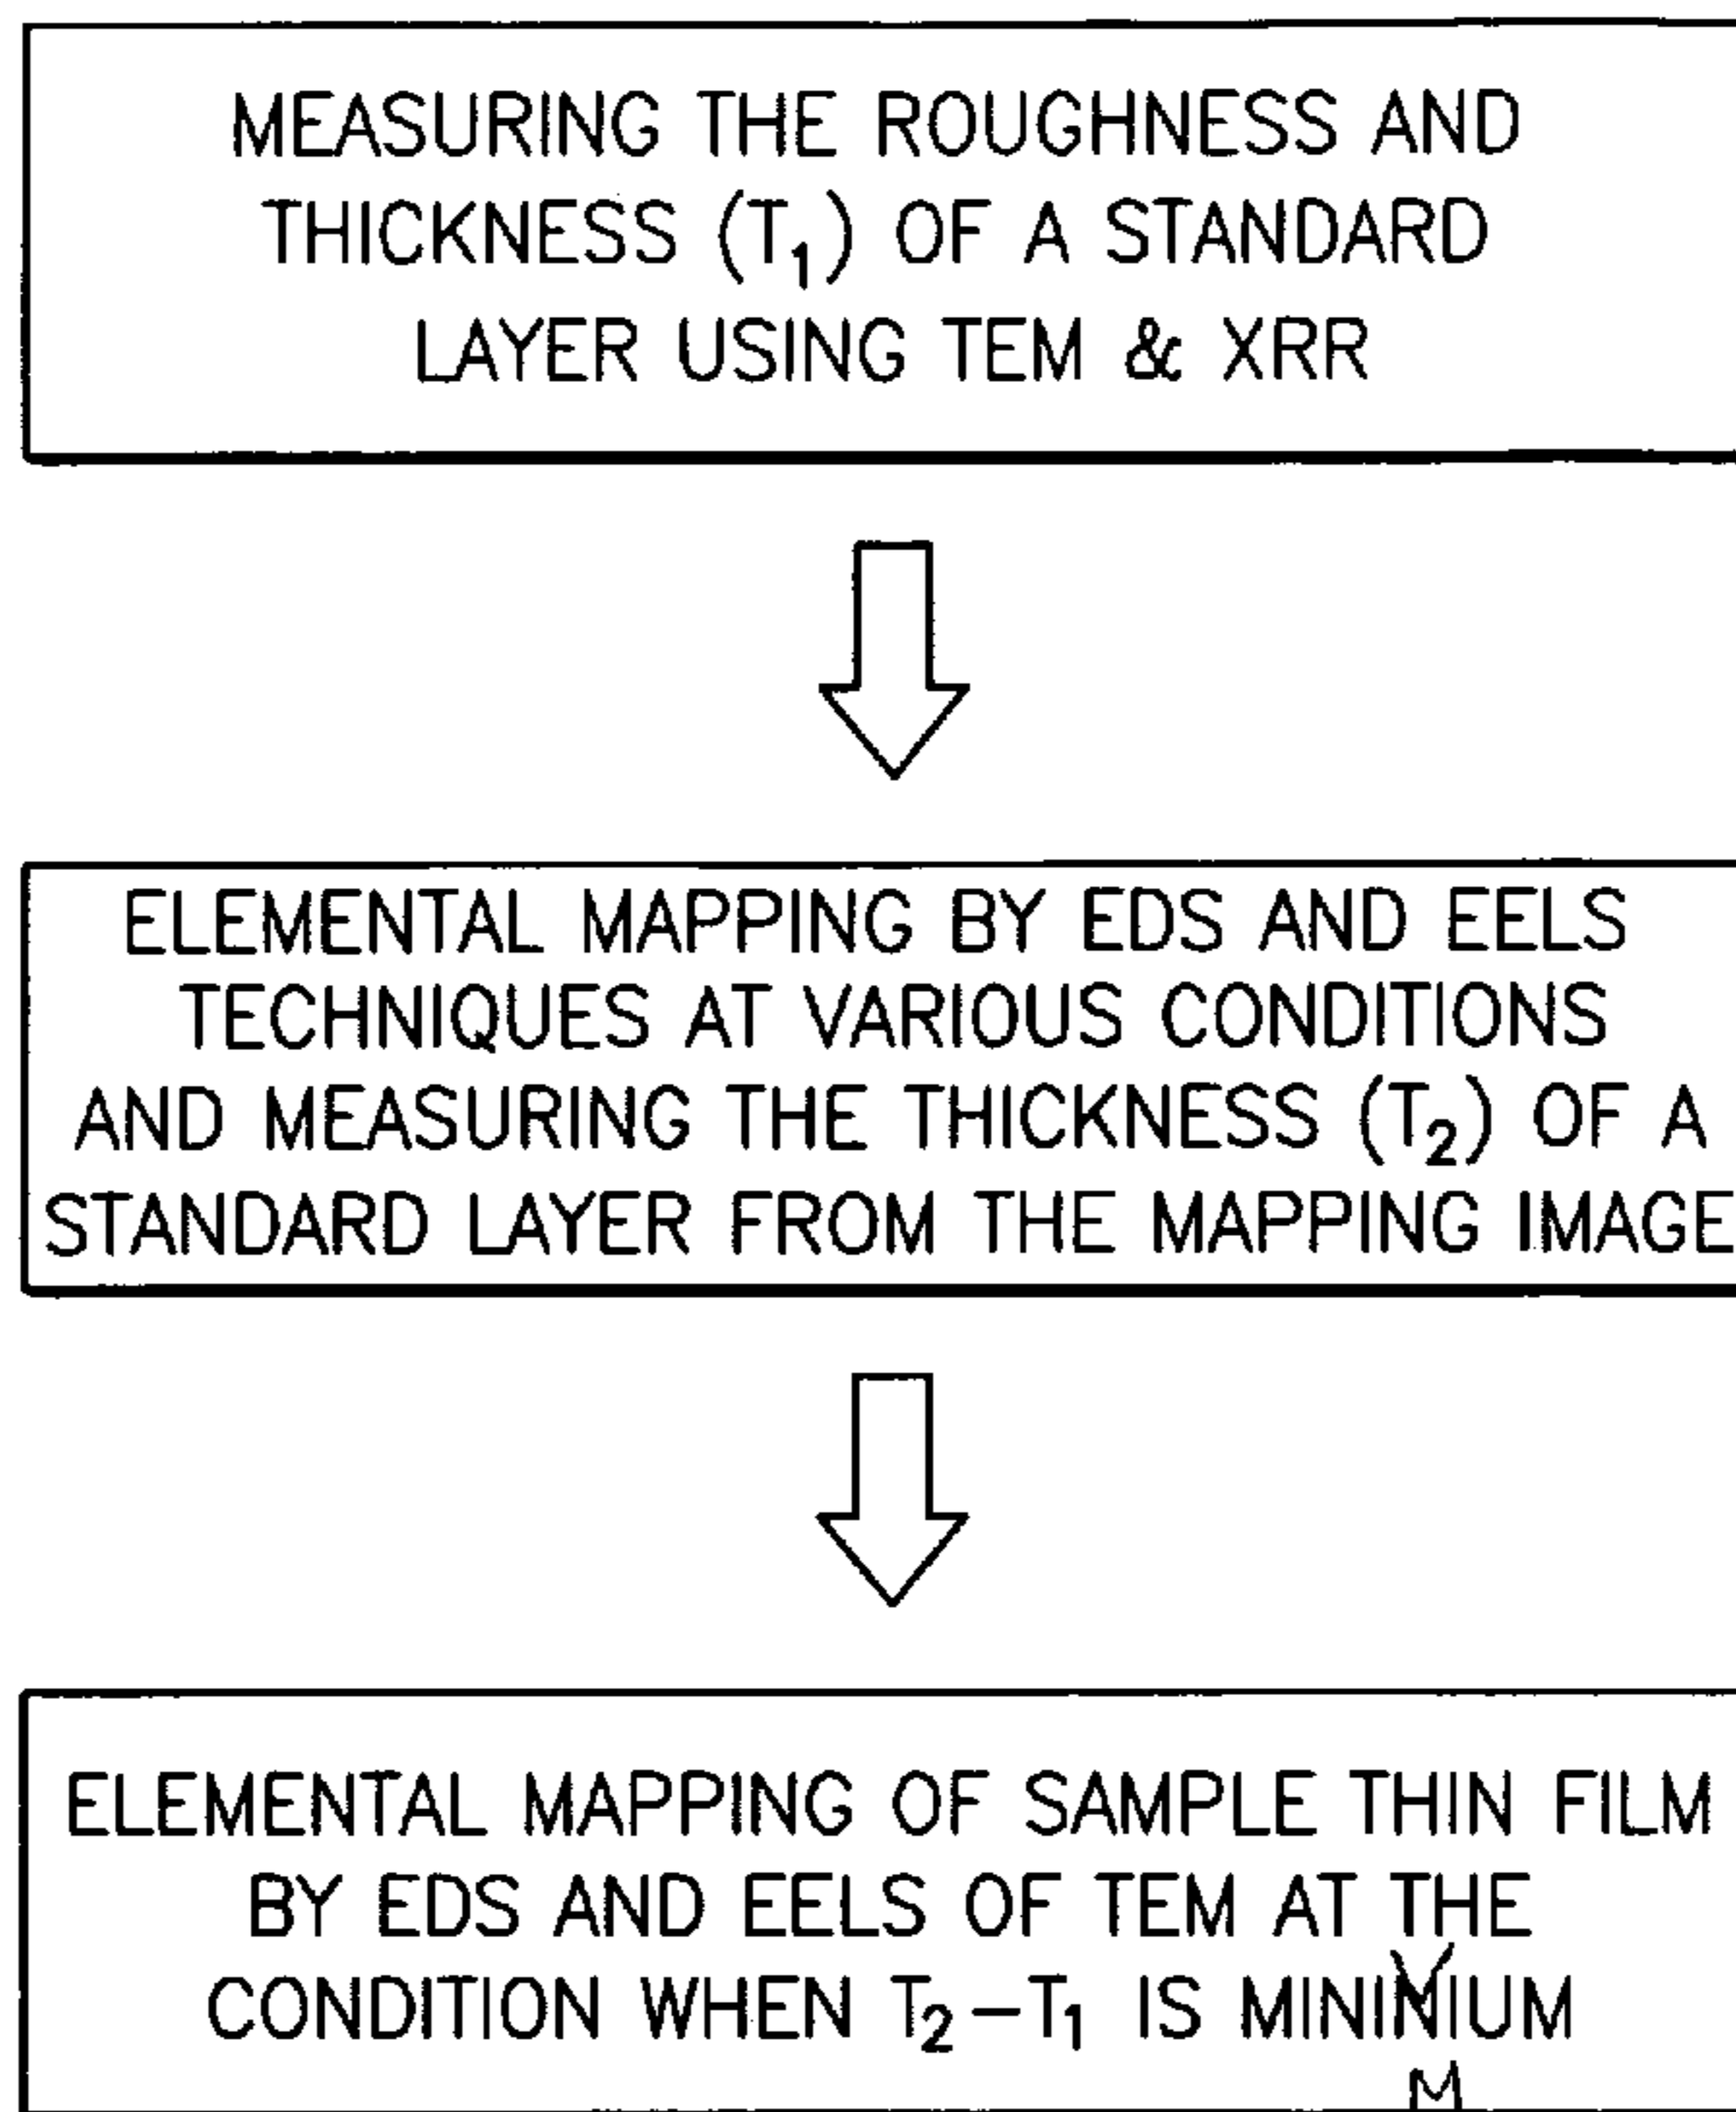 MEASURING THE ROUGHNESS AND
THICKNESS (T₁) OF A STANDARD
LAYER USING TEM & XRR
ELEMENTAL MAPPING BY EDS AND EELS
TECHNIQUES AT VARIOUS CONDITIONS
AND MEASURING THE THICKNESS (T₂) OF A
STANDARD LAYER FROM THE MAPPING IMAGE
ELEMENTAL MAPPING OF SAMPLE THIN FILM
BY EDS AND EELS OF TEM AT THE
CONDITION WHEN T₂-T₁ IS MININIUM
M